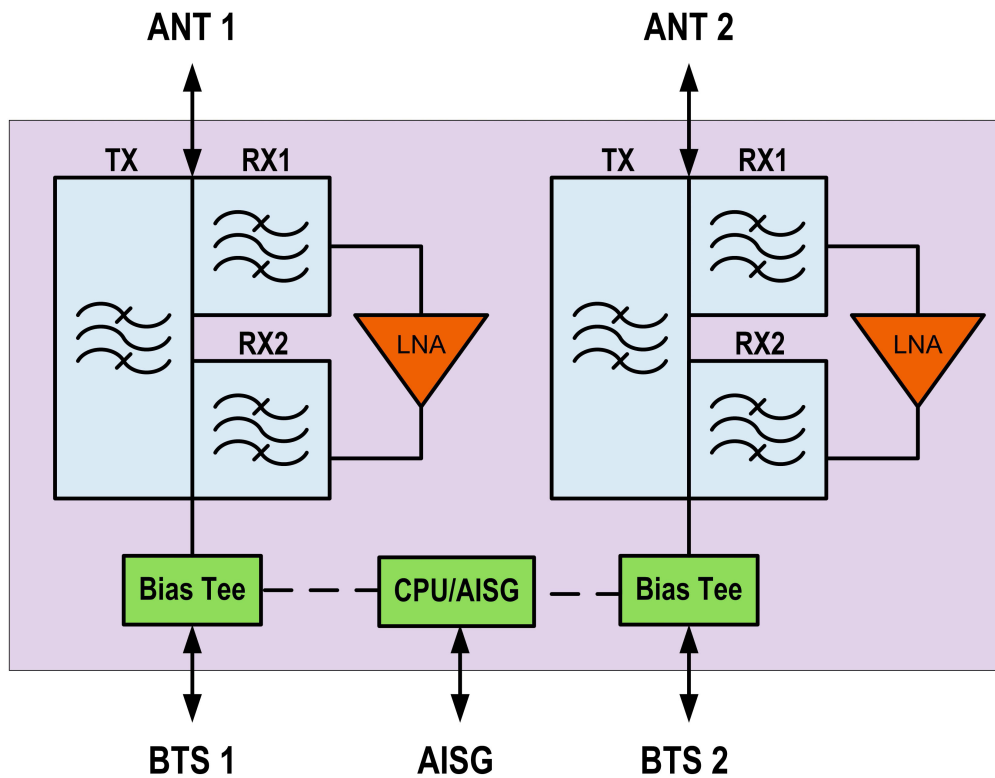 ANT 1
ANT 2
TX
RX1
TX
RX1
LNA
LNA
RX2
RX2
Bias Tee
CPU/AISG
Bias Tee
BTS 1
AISG
BTS 2